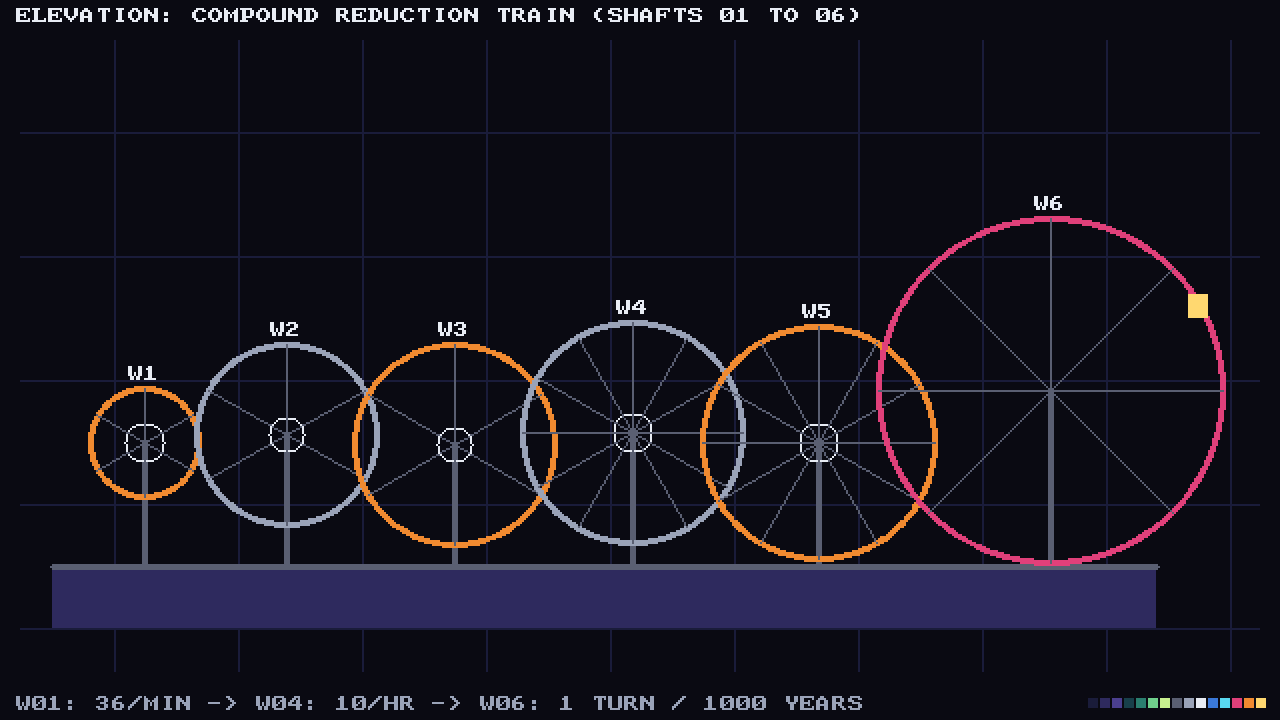 ELEVATION: COMPOUND REDUCTION TRAIN (SHAFTS 01 TO 06)
W6
W4
W5
W2
W3
W1
W01: 36/MIN -> W04: 10/HR -> W06: 1 TURN / 1000 YEARS